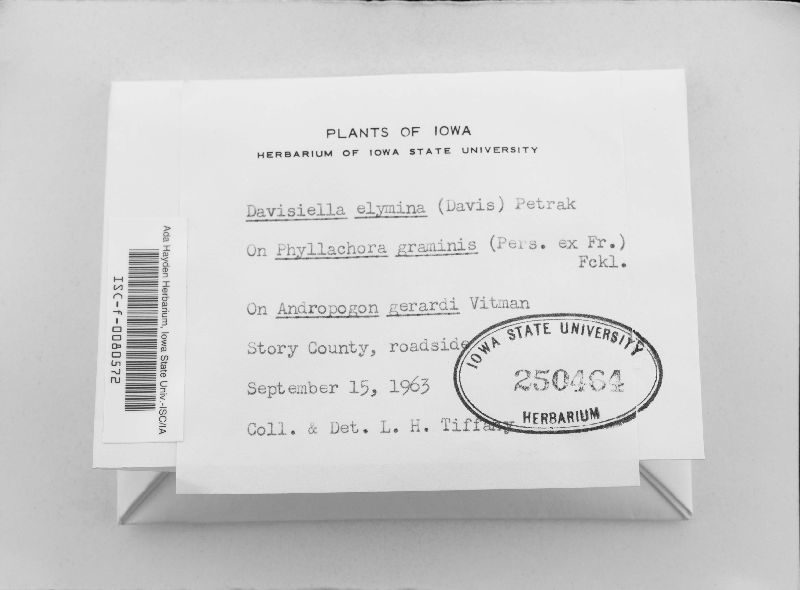 PLANTS OF IOWA
HERBARIUM OF IOWA STATE UNIVERSITY
Davisiella elymina (Davis) Petrak
On Phyllachora graminis (Pers. ex Fr.)
Fckl.
On Andropogon gerardi Vitman
Story County, roadside
September 15, 1963
Coll. & Det. L. H. Tiffany
IOWA STATE UNIVERSITY
250464
HERBARIUM
Ada Hayden Herbarium, Iowa State Univ.-ISC/IA
ISC-f-0080572